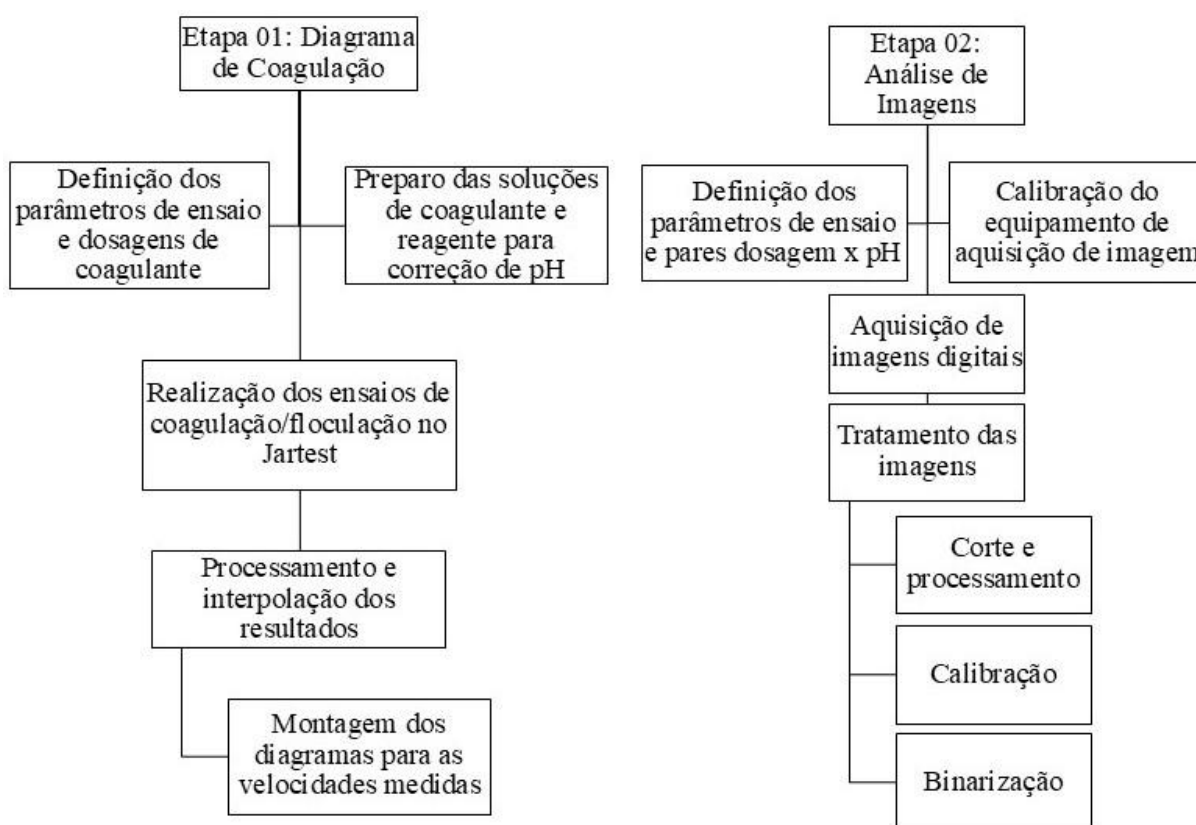 Etapa 01: Diagrama
de Coagulação
Definição dos
parâmetros de ensaio
e dosagens de
coagulante
Preparo das soluções
de coagulante e
reagente para
correção de pH
Realização dos ensaios de
coagulação/floculação no
Jartest
Processamento e
interpolação dos
resultados
Montagem dos
diagramas para as
velocidades medidas
Etapa 02:
Análise de
Imagens
Definição dos
parâmetros de ensaio
e pares dosagem x pH
Calibração do
equipamento de
aquisição de imagem
Aquisição de
imagens digitais
Tratamento das
imagens
Corte e
processamento
Calibração
Binarização